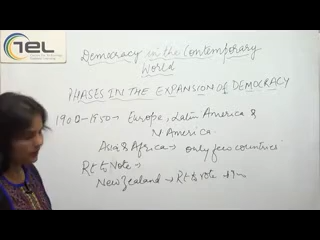 TEL
Democracy in the Contemporary
World
PHASES IN THE EXPANSION OF DEMOCRACY
1900-1950→ Europe, Latin America &
N America.
Asia & Africa→ only few countries
Rt to Vote→
New Zealand → Rt to vote